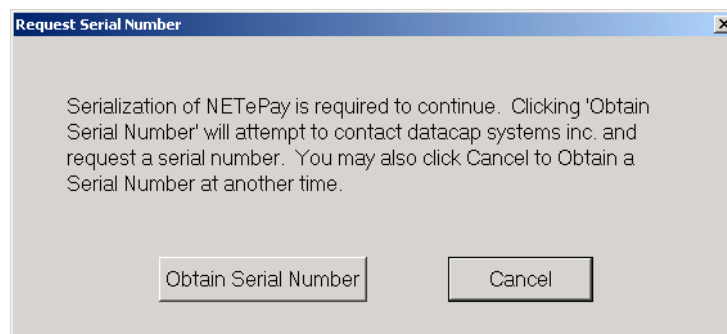 Request Serial Number
Serialization of NETePay is required to continue.  Clicking 'Obtain
Serial Number' will attempt to contact datacap systems inc. and
request a serial number.  You may also click Cancel to Obtain a
Serial Number at another time.
Obtain Serial Number
Cancel